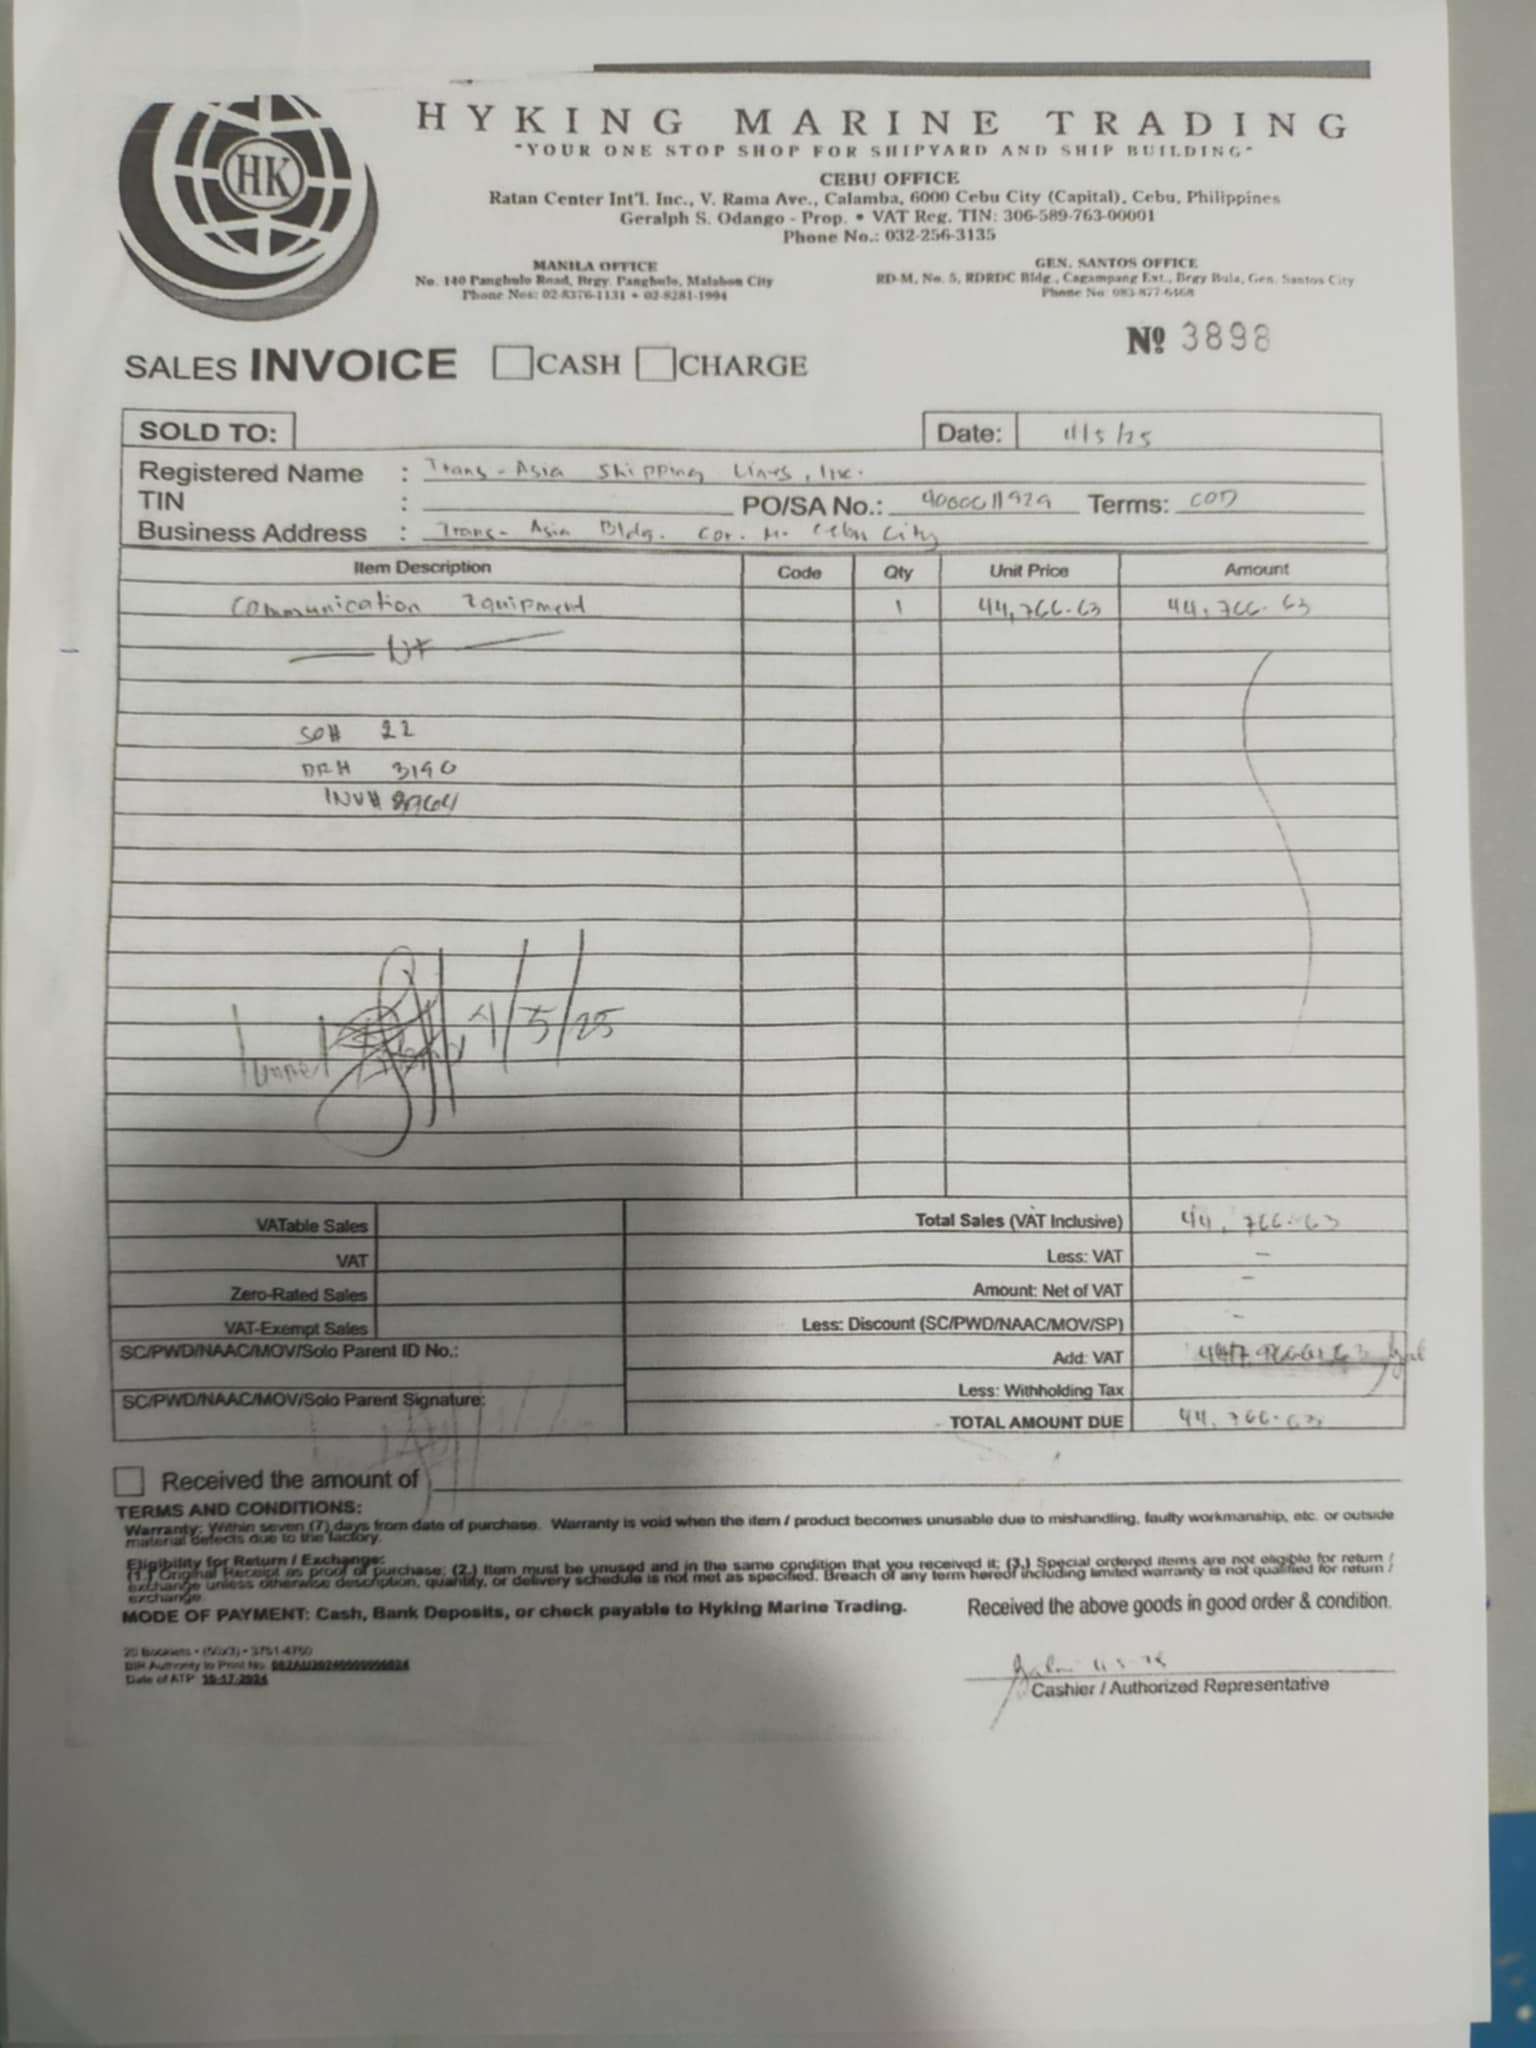 HK
HYKING MARINE TRADING
"YOUR ONE STOP SHOP FOR SHIPYARD AND SHIP BUILDING"
CEBU OFFICE
Ratan Center Int'l. Inc., V. Rama Ave., Calamba, 6000 Cebu City (Capital), Cebu, Philippines
Geralph S. Odango - Prop. • VAT Reg. TIN: 306-589-763-00001
Phone No.: 032-256-3135
MANILA OFFICE
No. 140 Panghulo Road, Brgy. Panghulo, Malabon City
Phone Nos: 02-8376-1131 • 02-8281-1994
GEN. SANTOS OFFICE
RD-M, No. 5, RDRDC Bldg., Cagampang Ext., Brgy Bula, Gen. Santos City
Phone No: 083-877-6468
Nº 3898
SALES INVOICE CASH CHARGE
SOLD TO: Date: 11/5/25
Registered Name : Trans-Asia Shipping Lines, Inc.
TIN : PO/SA No.: 4000011929 Terms: COD
Business Address : Trans-Asia Bldg. Cor. M. Cebu City
Item Description Code Qty Unit Price Amount
Communication Equipment 1 44,766.63 44,766.63
SO# 22
DR# 3190
INV# 8964
/5/25
VATable Sales
VAT
Zero-Rated Sales
VAT-Exempt Sales
SC/PWD/NAAC/MOV/Solo Parent ID No.:
SC/PWD/NAAC/MOV/Solo Parent Signature:
Total Sales (VAT Inclusive) 44,766.63
Less: VAT -
Amount: Net of VAT -
Less: Discount (SC/PWD/NAAC/MOV/SP) -
Add: VAT
Less: Withholding Tax
TOTAL AMOUNT DUE 44,766.63
Received the amount of
TERMS AND CONDITIONS:
Warranty: Within seven (7) days from date of purchase. Warranty is void when the item / product becomes unusable due to mishandling, faulty workmanship, etc. or outside
material defects due to the factory.
Eligibility for Return / Exchange:
(1.) Original Receipt as proof of purchase; (2.) Item must be unused and in the same condition that you received it; (3.) Special ordered items are not eligible for return /
exchange unless otherwise description, quantity, or delivery schedule is not met as specified. Breach of any term hereof including limited warranty is not qualified for return /
exchange.
MODE OF PAYMENT: Cash, Bank Deposits, or check payable to Hyking Marine Trading.
Received the above goods in good order & condition.
20 Booklets • (50x3) • 3751-4750
BIR Authority to Print No.
Date of ATP 10-17-2024
Cashier / Authorized Representative